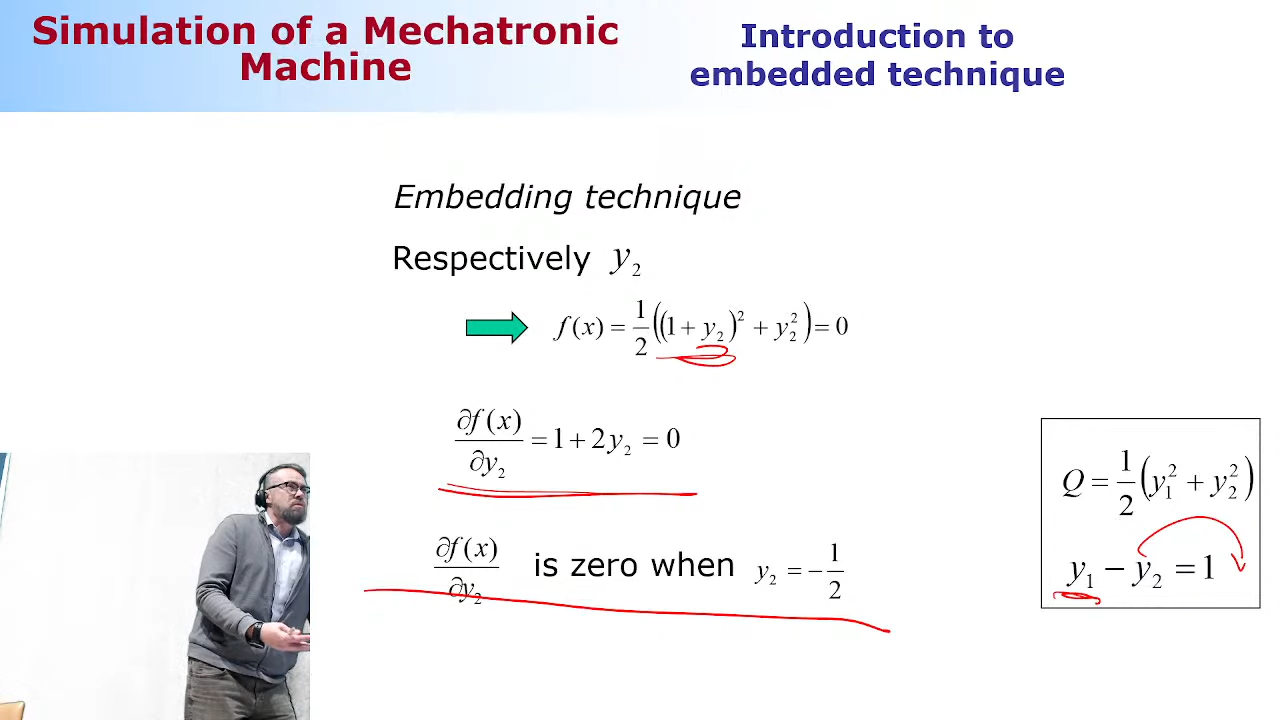 Simulation of a Mechatronic
Machine
Introduction to
embedded technique
Embedding technique
Respectively y₂
f(x) = 1/2((1 + y₂)² + y₂²) = 0
∂f(x)/∂y₂ = 1 + 2y₂ = 0
∂f(x)/∂y₂ is zero when y₂ = −1/2
Q = 1/2(y₁² + y₂²)
y₁ − y₂ = 1